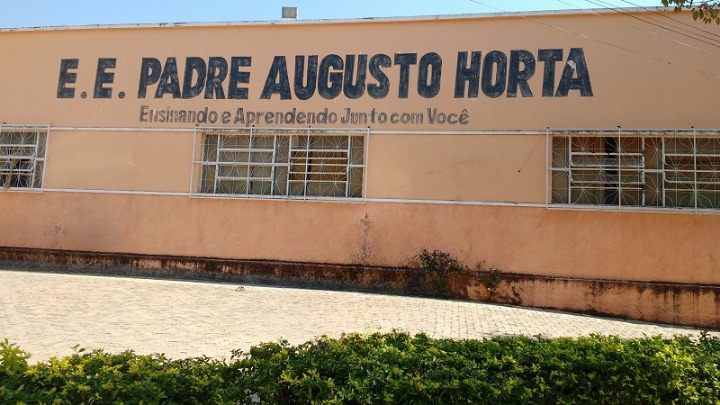 E.E. PADRE AUGUSTO HORTA
Ensinando e Aprendendo Junto com Você